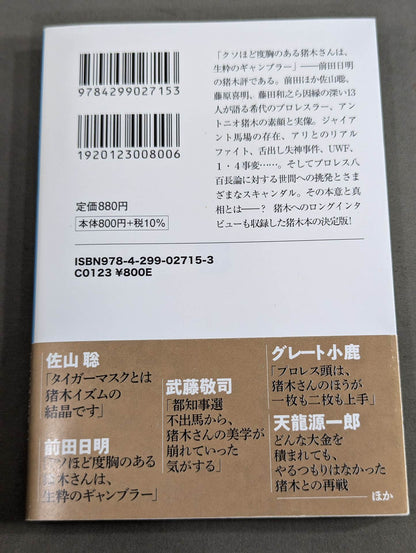 9784299027153
1920123008006
定価880円
本体800円+税10%
ISBN978-4-299-02715-3
C0123 ¥800E
「クソほど度胸のある猪木さんは、
生粋のギャンブラー」――前田日明
の猪木評である。前田ほか佐山聡、
藤原喜明、藤田和之ら因縁の深い13
人が語る希代のプロレスラー、アン
トニオ猪木の素顔と実像。ジャイア
ント馬場の存在、アリとのリアル
ファイト、舌出し失神事件、UWF、
1・4事変……。そしてプロレス八
百長論に対する世間への挑発とさま
ざまなスキャンダル。その本意と真
相とは――? 猪木へのロングインタ
ビューも収録した猪木本の決定版!
佐山 聡
「タイガーマスクとは
猪木イズムの
結晶です」
前田日明
「クソほど度胸のある
猪木さんは、
生粋のギャンブラー」
武藤敬司
「都知事選
不出馬から、
猪木さんの美学が
崩れていった
気がする」
グレート小鹿
「プロレス頭は、
猪木さんのほうが
一枚も二枚も上手」
天龍源一郎
どんな大金を
積まれても、
やるつもりはなかった
猪木との再戦
ほか